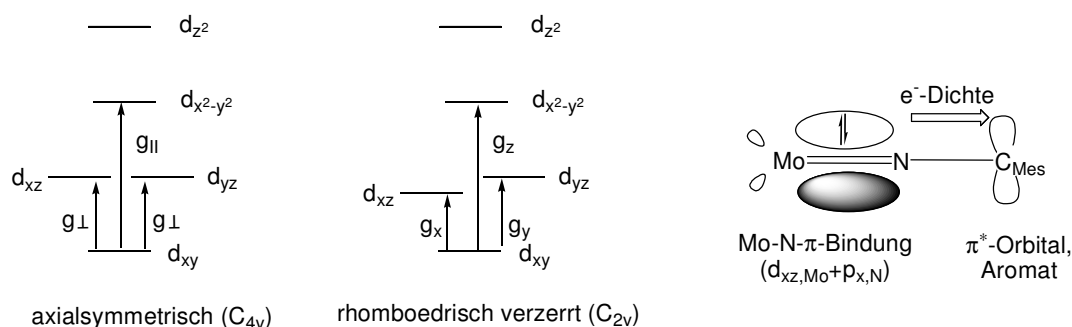 d_{z²}
d_{x²-y²}
g_{II}
d_{xz}
d_{yz}
g⊥
g⊥
d_{xy}
axialsymmetrisch (C_{4v})
d_{z²}
d_{x²-y²}
g_z
d_{xz}
d_{yz}
g_x
g_y
d_{xy}
rhomboedrisch verzerrt (C_{2v})
e⁻-Dichte
Mo
N
C_{Mes}
Mo-N-π-Bindung
(d_{xz,Mo}+p_{x,N})
π*-Orbital,
Aromat